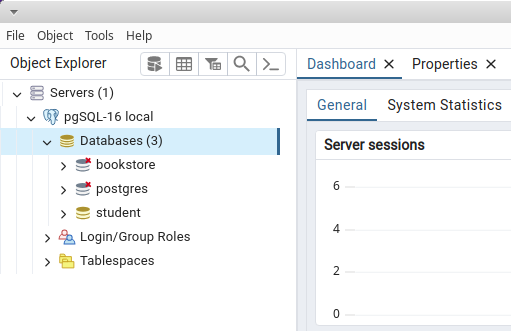 File Object Tools Help
Object Explorer
Dashboard Properties
Servers (1)
General System Statistics
pgSQL-16 local
Databases (3)
Server sessions
bookstore
6
postgres
student
4
Login/Group Roles
2
Tablespaces
0